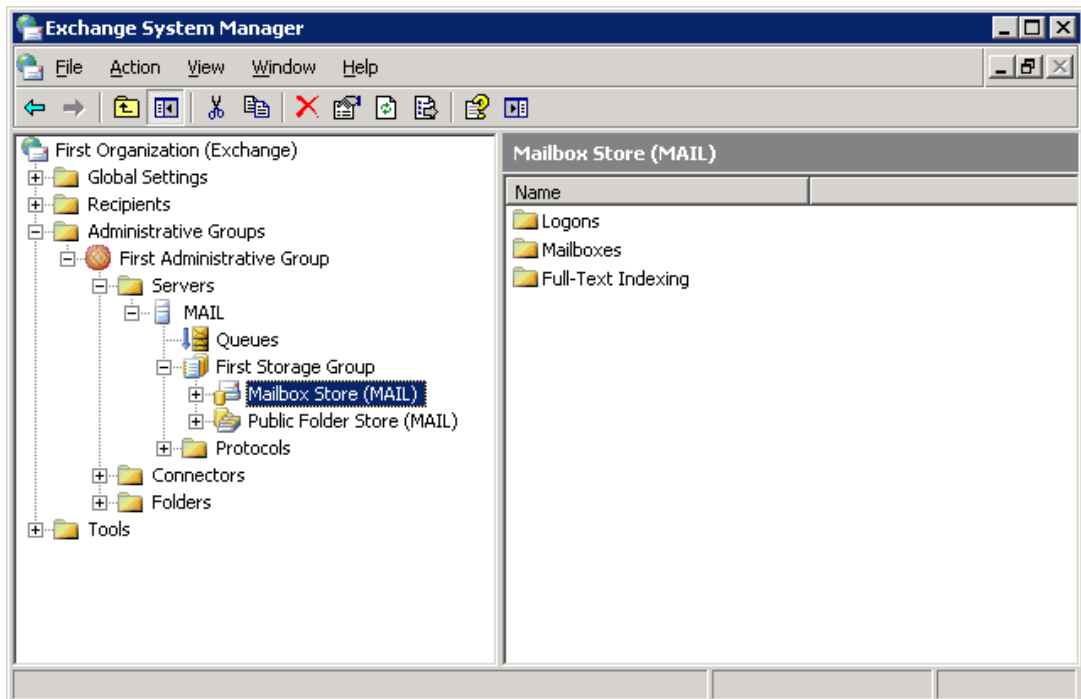 Exchange System Manager
File Action View Window Help
First Organization (Exchange)
Global Settings
Recipients
Administrative Groups
First Administrative Group
Servers
MAIL
Queues
First Storage Group
Mailbox Store (MAIL)
Public Folder Store (MAIL)
Protocols
Connectors
Folders
Tools
Mailbox Store (MAIL)
Name
Logons
Mailboxes
Full-Text Indexing